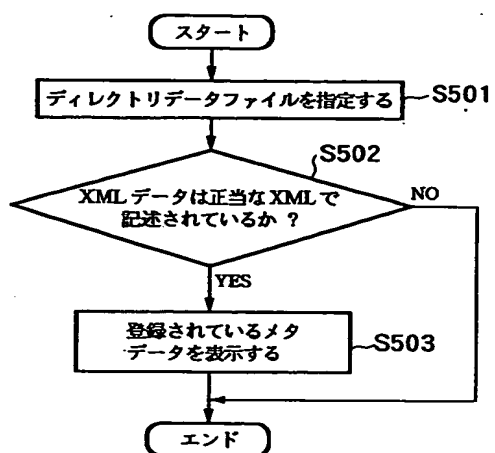 スタート
ディレクトリデータファイルを指定する
S501
S502
XMLデータは正当なXMLで
記述されているか？
NO
YES
登録されているメタ
データを表示する
S503
エンド